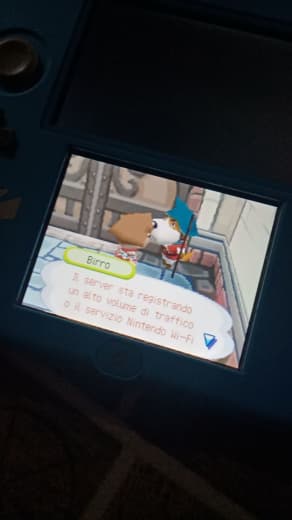 Birro
Il server sta registrando
un alto volume di traffico
o il servizio Nintendo Wi-Fi